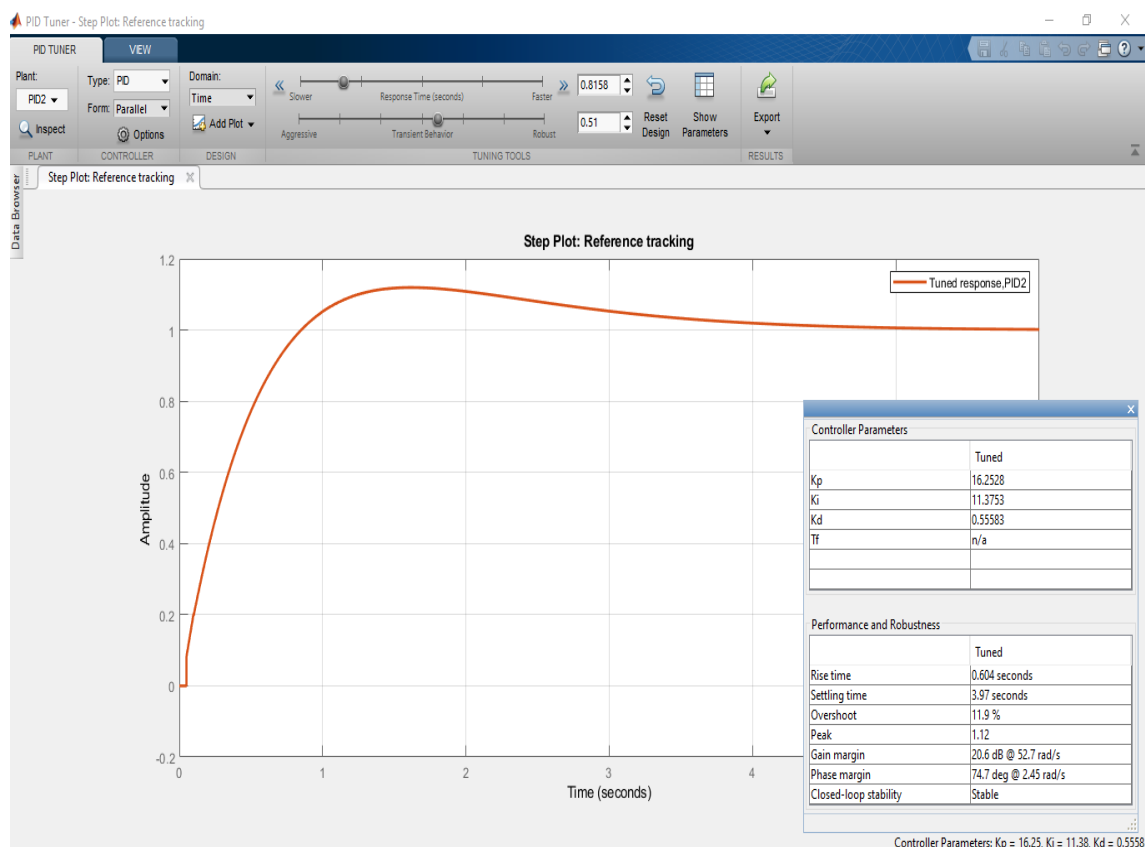 PID Tuner - Step Plot: Reference tracking
PID TUNER VIEW
Plant:
PID2
Inspect
PLANT
Type: PID
Form: Parallel
Options
CONTROLLER
Domain:
Time
Add Plot
DESIGN
Slower Response Time (seconds) Faster 0.8158
Aggressive Transient Behavior Robust 0.51
TUNING TOOLS
Reset Design
Show Parameters
Export
RESULTS
Data Browser
Step Plot: Reference tracking
Step Plot: Reference tracking
Tuned response,PID2
Amplitude
1.2
1
0.8
0.6
0.4
0.2
0
-0.2
0 1 2 3 4
Time (seconds)
Controller Parameters
Tuned
Kp 16.2528
Ki 11.3753
Kd 0.55583
Tf n/a
Performance and Robustness
Tuned
Rise time 0.604 seconds
Settling time 3.97 seconds
Overshoot 11.9 %
Peak 1.12
Gain margin 20.6 dB @ 52.7 rad/s
Phase margin 74.7 deg @ 2.45 rad/s
Closed-loop stability Stable
Controller Parameters: Kp = 16.25, Ki = 11.38, Kd = 0.5558